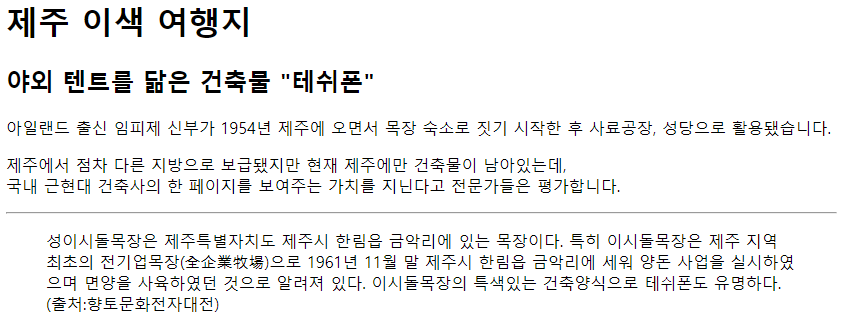 제주 이색 여행지
야외 텐트를 닮은 건축물 "테쉬폰"
아일랜드 출신 임피제 신부가 1954년 제주에 오면서 목장 숙소로 짓기 시작한 후 사료공장, 성당으로 활용됐습니다.
제주에서 점차 다른 지방으로 보급됐지만 현재 제주에만 건축물이 남아있는데,
국내 근현대 건축사의 한 페이지를 보여주는 가치를 지닌다고 전문가들은 평가합니다.
성이시돌목장은 제주특별자치도 제주시 한림읍 금악리에 있는 목장이다. 특히 이시돌목장은 제주 지역
최초의 전기업목장(全企業牧場)으로 1961년 11월 말 제주시 한림읍 금악리에 세워 양돈 사업을 실시하였
으며 면양을 사육하였던 것으로 알려져 있다. 이시돌목장의 특색있는 건축양식으로 테쉬폰도 유명하다.
(출처:향토문화전자대전)